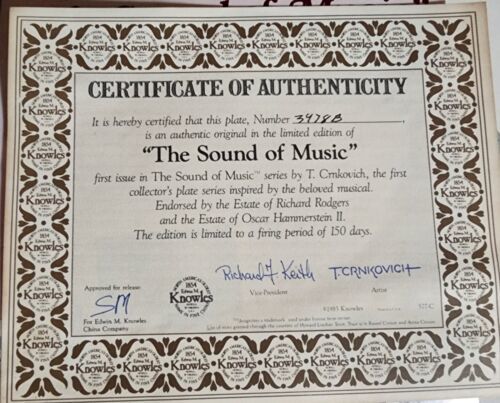 CERTIFICATE OF AUTHENTICITY
It is hereby certified that this plate, Number 3978B,
is an authentic original in the limited edition of
"The Sound of Music"
first issue in The Sound of Music™ series by T. Crnkovich, the first
collector's plate series inspired by the beloved musical.
Endorsed by the Estate of Richard Rodgers
and the Estate of Oscar Hammerstein II.
The edition is limited to a firing period of 150 days.
Approved for release:
For Edwin M. Knowles
China Company
1854
Knowles
Richard F. Keith
Vice-President
T. CRNKOVICH
Artist
©1985 Knowles